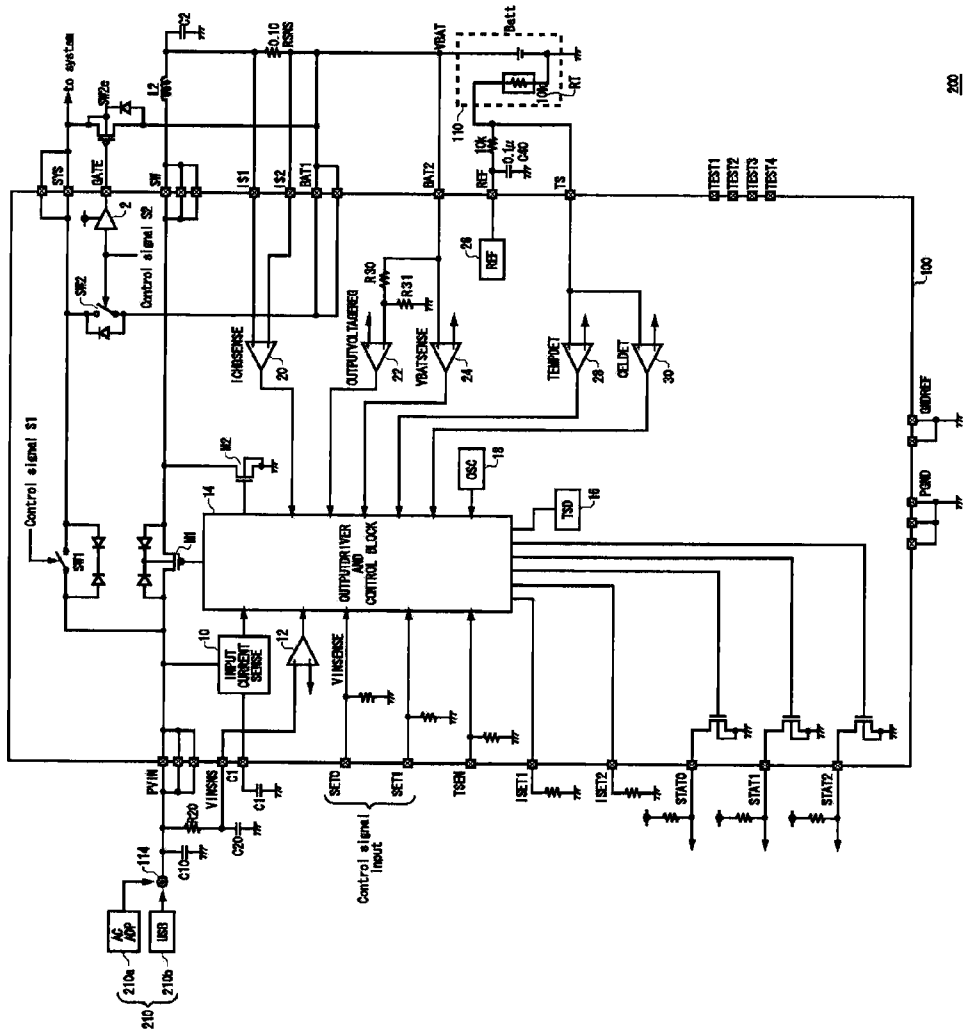 200
to system
SYS
GATE
SW2e
SW
L2
C2
IS1
0.10
RSNS
IS2
BAT1
BAT2
VBAT
Batt
110
10k
RT
REF
10k
0.1μ
C40
TS
TEST1
TEST2
TEST3
TEST4
100
2
Control signal S2
SW2
Control signal S1
SW1
M1
M2
ICHGSENSE
20
R30
R31
OUTPUTVOLTAGEREG
22
VBATSENSE
24
REF
26
TEMPDET
28
CELDET
30
14
OUTPUTDRIVER
AND
CONTROL BLOCK
OSC
18
TSD
16
10
INPUT
CURRENT
SENSE
12
VINSENSE
PVIN
VINSNS
C1
C1
SET0
SET1
Control signal
input
TSEN
ISET1
ISET2
STAT0
STAT1
STAT2
PGND
GNDREF
114
R20
C10
C20
AC
ADP
USB
210a
210b
210